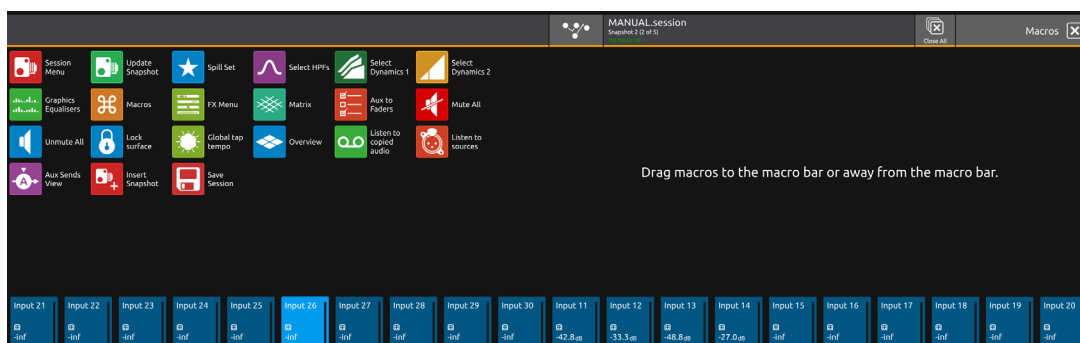 MANUAL.session
Snapshot 2 (2 of 5)
Close All
Macros
Session
Menu
Update
Snapshot
Spill Set
Select HPFs
Select
Dynamics 1
Select
Dynamics 2
Graphics
Equalisers
Macros
FX Menu
Matrix
Aux to
Faders
Mute All
Unmute All
Lock
surface
Global tap
tempo
Overview
Listen to
copied
audio
Listen to
sources
A
Aux Sends
View
Insert
Snapshot
Save
Session
Drag macros to the macro bar or away from the macro bar.
Input 21
Input 22
Input 23
Input 24
Input 25
Input 26
Input 27
Input 28
Input 29
Input 30
Input 11
Input 12
Input 13
Input 14
Input 15
Input 16
Input 17
Input 18
Input 19
Input 20
-inf
-inf
-inf
-inf
-inf
-inf
-inf
-inf
-inf
-inf
-42.8dB
-33.3dB
-48.8dB
-27.0dB
-inf
-inf
-inf
-inf
-inf
-inf